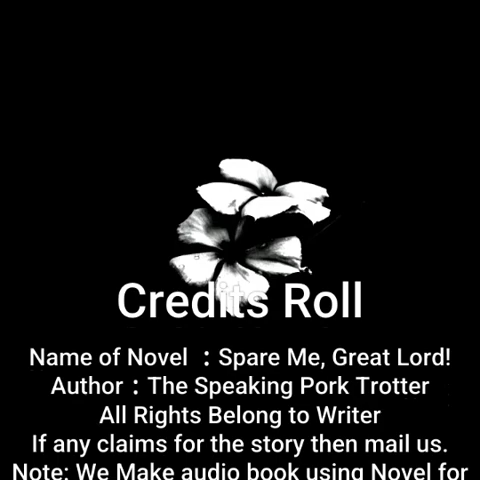 Credits Roll
Name of Novel : Spare Me, Great Lord!
Author : The Speaking Pork Trotter
All Rights Belong to Writer
If any claims for the story then mail us.
Note: We Make audio book using Novel for